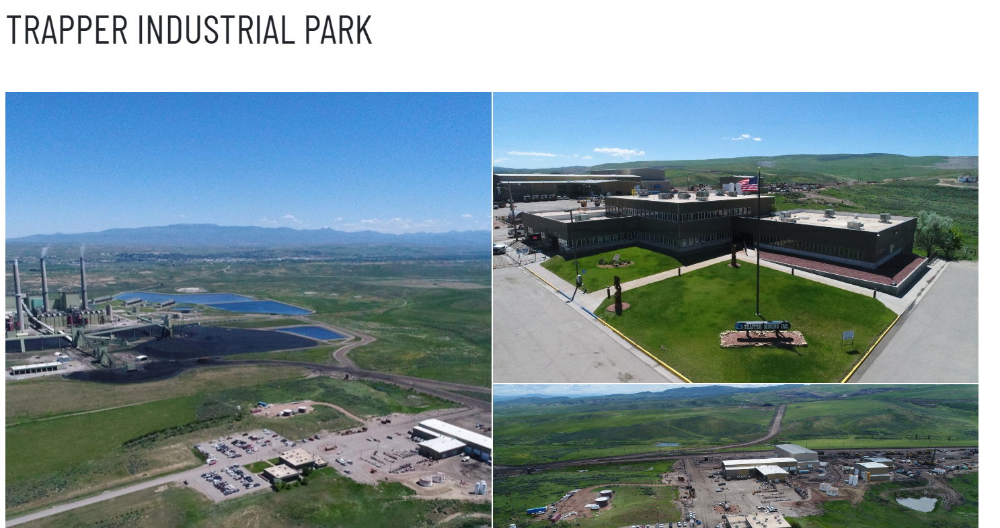 TRAPPER INDUSTRIAL PARK
TRAPPER MINING INC.